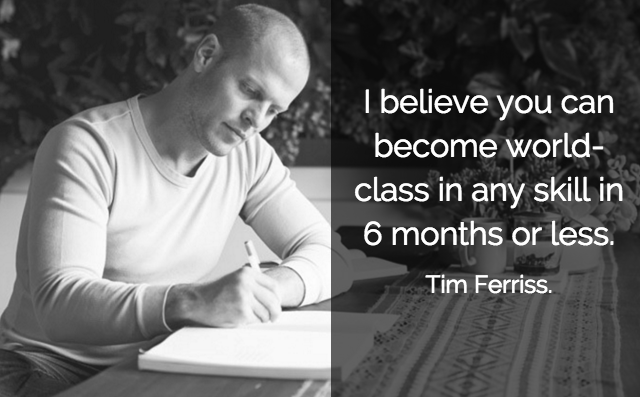 I believe you can
become world-
class in any skill in
6 months or less.
Tim Ferriss.